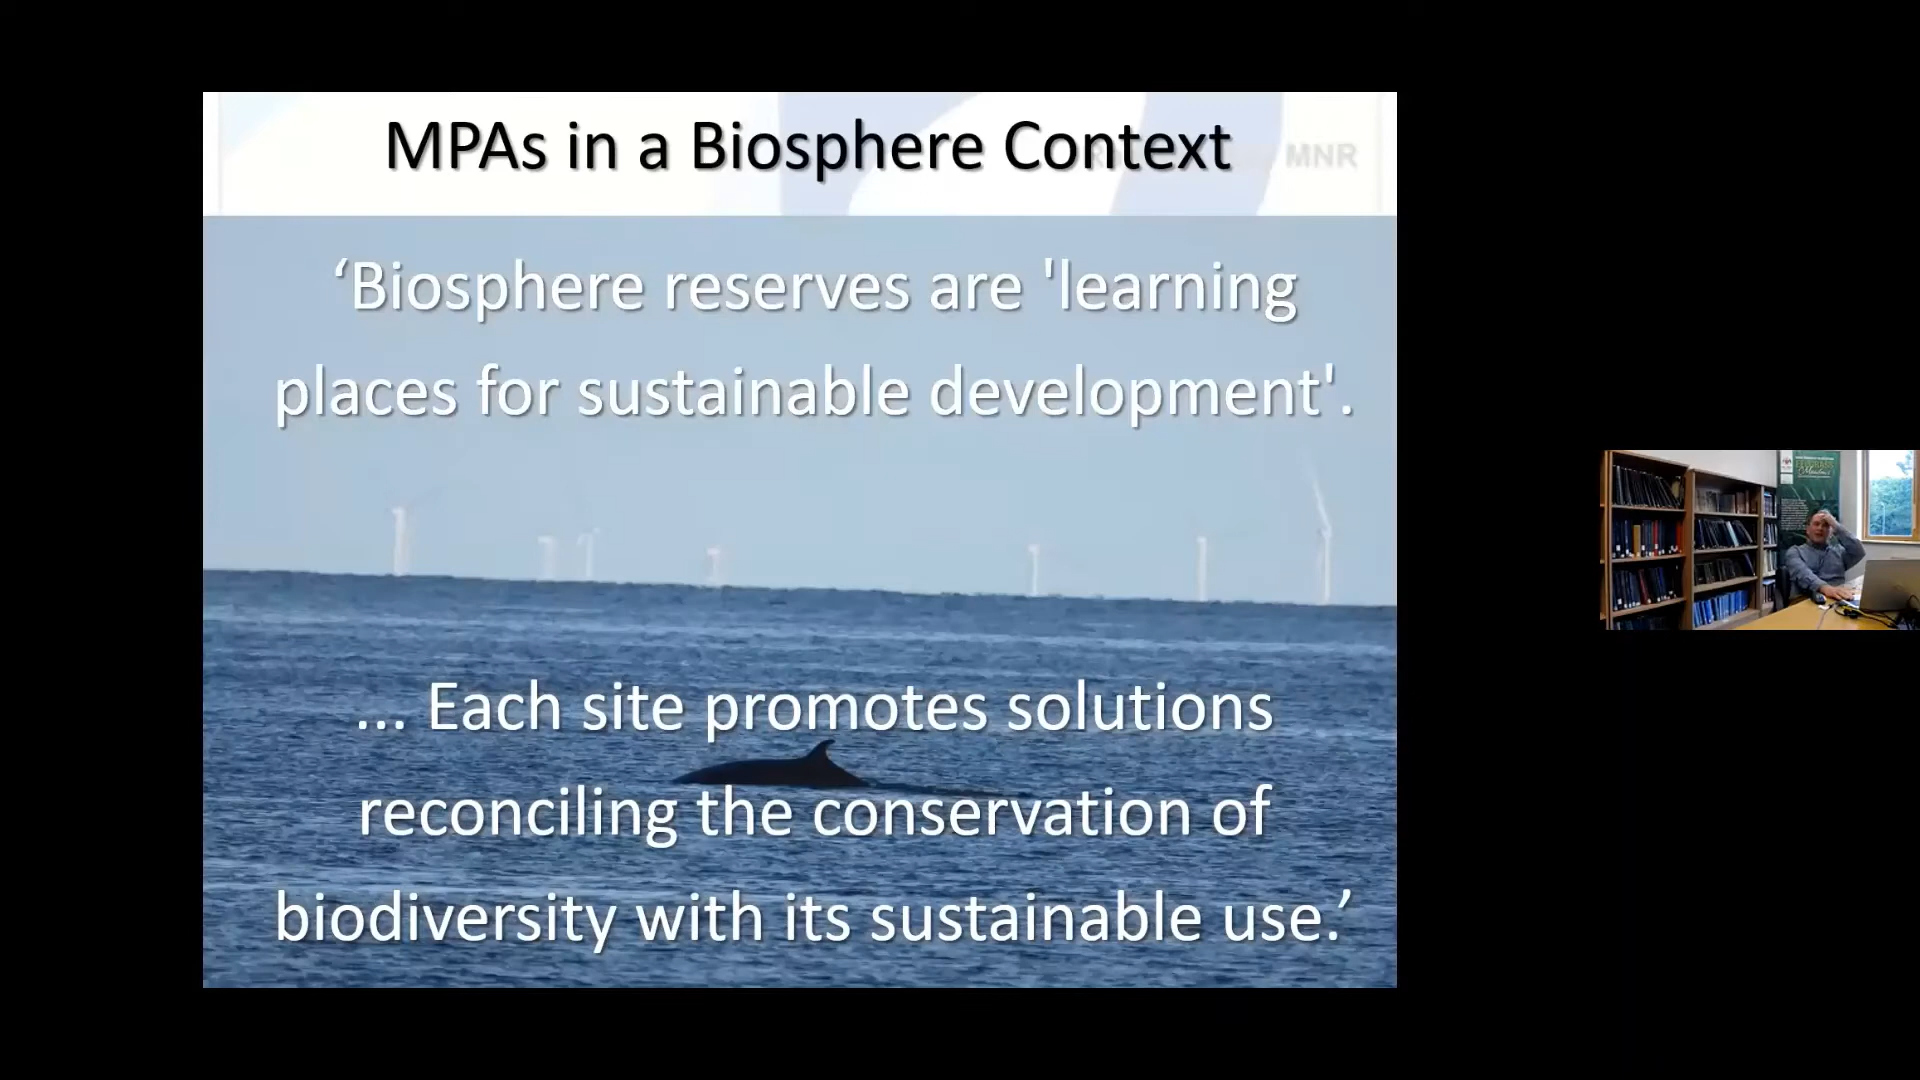 MPAs in a Biosphere Context
MNR
‘Biosphere reserves are 'learning
places for sustainable development'.
... Each site promotes solutions
reconciling the conservation of
biodiversity with its sustainable use.’